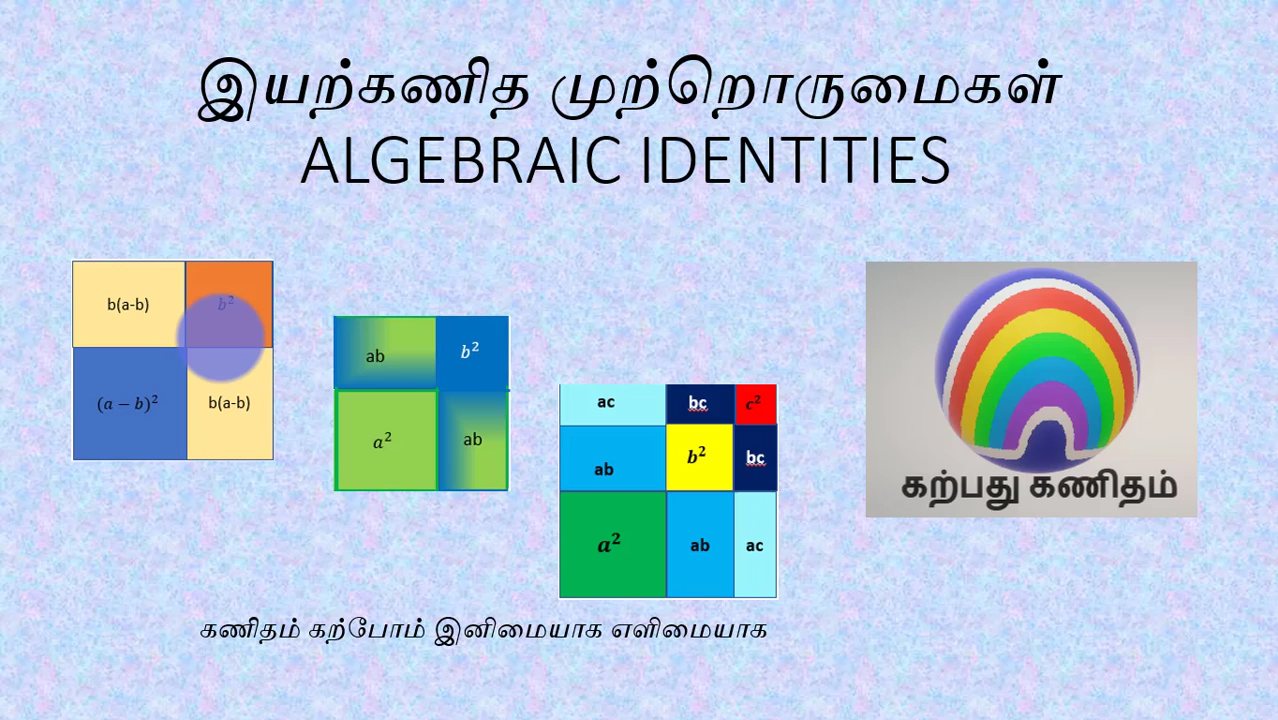 இயற்கணித முற்றொருமைகள்
ALGEBRAIC IDENTITIES
b(a-b) b²
(a − b)² b(a-b)
ab b²
a² ab
ac bc c²
ab b² bc
a² ab ac
கற்பது கணிதம்
கணிதம் கற்போம் இனிமையாக எளிமையாக